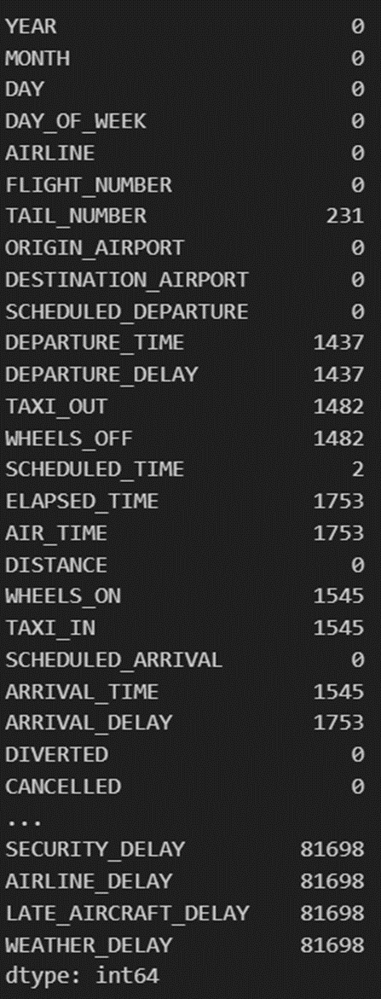 YEAR 0
MONTH 0
DAY 0
DAY_OF_WEEK 0
AIRLINE 0
FLIGHT_NUMBER 0
TAIL_NUMBER 231
ORIGIN_AIRPORT 0
DESTINATION_AIRPORT 0
SCHEDULED_DEPARTURE 0
DEPARTURE_TIME 1437
DEPARTURE_DELAY 1437
TAXI_OUT 1482
WHEELS_OFF 1482
SCHEDULED_TIME 2
ELAPSED_TIME 1753
AIR_TIME 1753
DISTANCE 0
WHEELS_ON 1545
TAXI_IN 1545
SCHEDULED_ARRIVAL 0
ARRIVAL_TIME 1545
ARRIVAL_DELAY 1753
DIVERTED 0
CANCELLED 0
...
SECURITY_DELAY 81698
AIRLINE_DELAY 81698
LATE_AIRCRAFT_DELAY 81698
WEATHER_DELAY 81698
dtype: int64